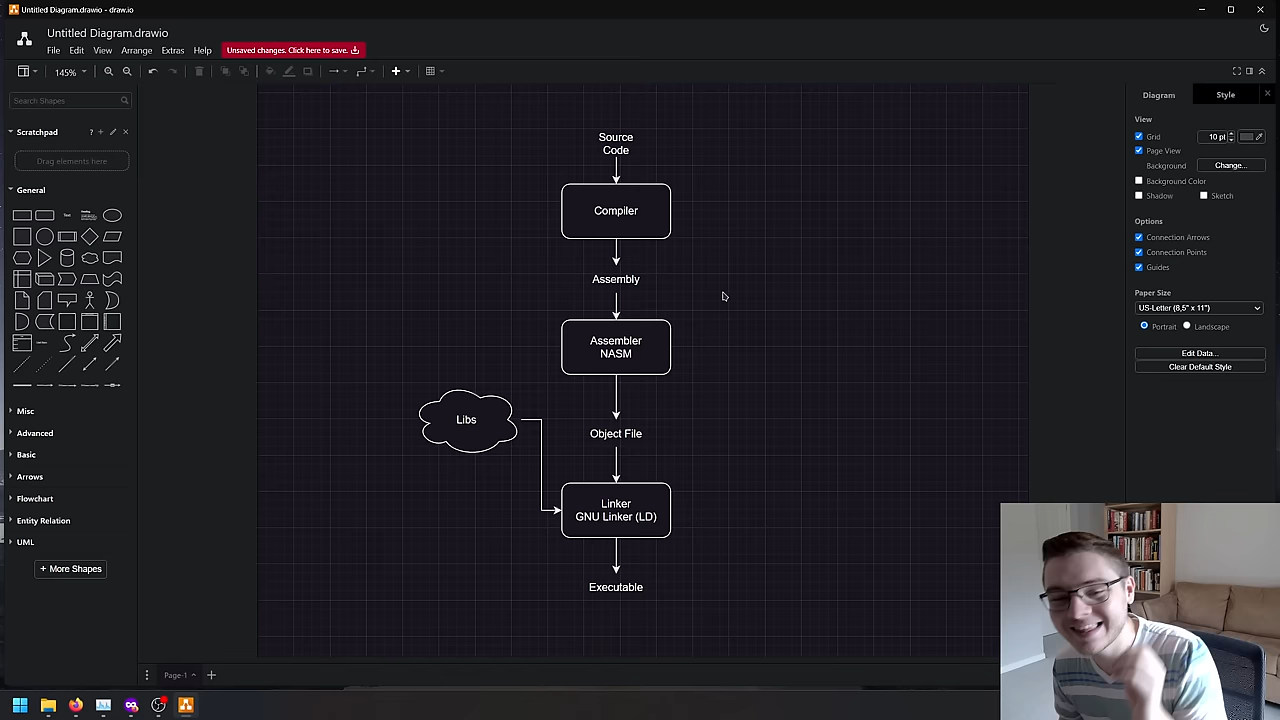 Untitled Diagram.drawio - draw.io
Untitled Diagram.drawio
File Edit View Arrange Extras Help Unsaved changes. Click here to save.
145%
Search Shapes
Scratchpad ?
Drag elements here
General
Text
Heading
List Item
Misc
Advanced
Basic
Arrows
Flowchart
Entity Relation
UML
+ More Shapes
Source
Code
Compiler
Assembly
Assembler
NASM
Libs
Object File
Linker
GNU Linker (LD)
Executable
Page-1
Diagram Style
View
Grid 10 pt
Page View
Background Change...
Background Color
Shadow Sketch
Options
Connection Arrows
Connection Points
Guides
Paper Size
US-Letter (8,5" x 11")
Portrait Landscape
Edit Data...
Clear Default Style